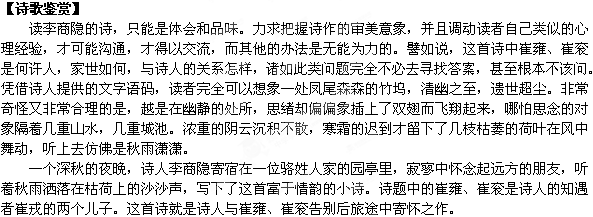 【诗歌鉴赏】
读李商隐的诗，只能是体会和品味。力求把握诗作的审美意象，并且调动读者自己类似的心
理经验，才可能沟通，才得以交流，而其他的办法是无能为力的。譬如说，这首诗中崔雍、崔衮
是何许人，家世如何，与诗人的关系怎样，诸如此类问题完全不必去寻找答案，甚至根本不该问。
凭借诗人提供的文字语码，读者完全可以想象一处凤尾森森的竹坞，清幽之至，遗世超尘。非常
奇怪又非常合理的是，越是在幽静的处所，思绪却偏偏象插上了双翅而飞翔起来，哪怕思念的对
象隔着几重山水，几重城池。浓重的阴云沉积不散，寒霜的迟到才留下了几枝枯萎的荷叶在风中
舞动，听上去仿佛是秋雨潇潇。
一个深秋的夜晚，诗人李商隐寄宿在一位骆姓人家的园亭里，寂寥中怀念起远方的朋友，听
着秋雨洒落在枯荷上的沙沙声，写下了这首富于情韵的小诗。诗题中的崔雍、崔衮是诗人的知遇
者崔戎的两个儿子。这首诗就是诗人与崔雍、崔衮告别后旅途中寄怀之作。